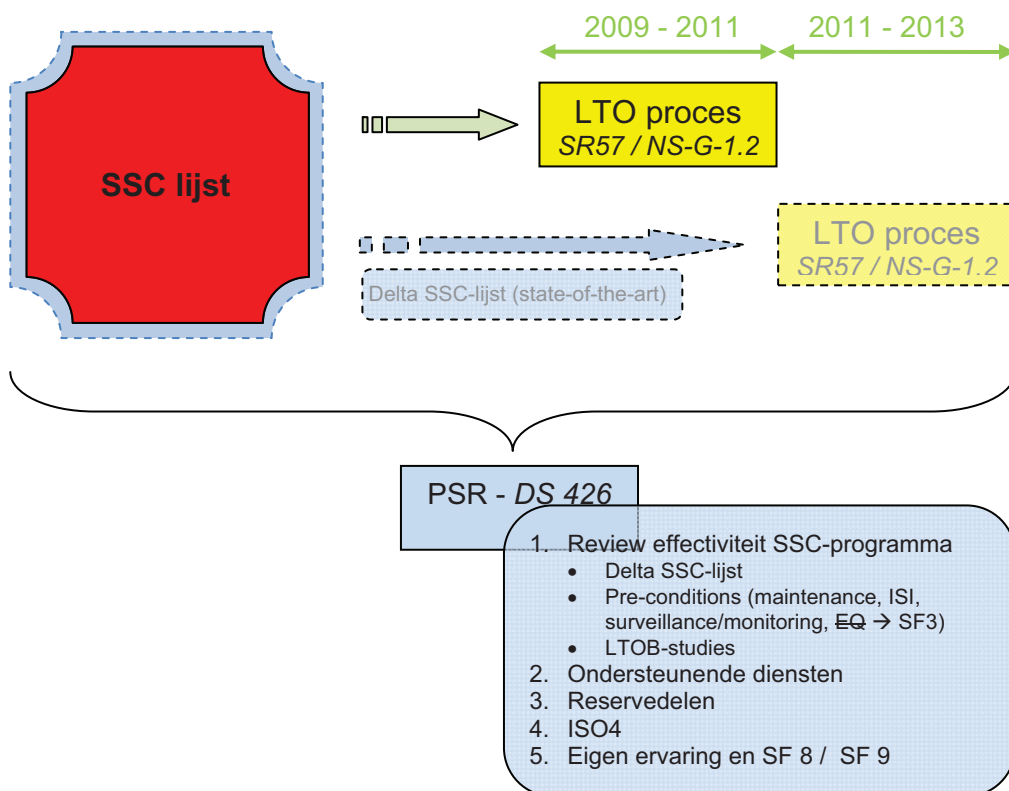 2009 - 2011
2011 - 2013
LTO proces
SR57 / NS-G-1.2
SSC lijst
LTO proces
SR57 / NS-G-1.2
Delta SSC-lijst (state-of-the-art)
PSR - DS 426
1. Review effectiviteit SSC-programma
• Delta SSC-lijst
• Pre-conditions (maintenance, ISI,
surveillance/monitoring, EQ → SF3)
• LTOB-studies
2. Ondersteunende diensten
3. Reservedelen
4. ISO4
5. Eigen ervaring en SF 8 / SF 9